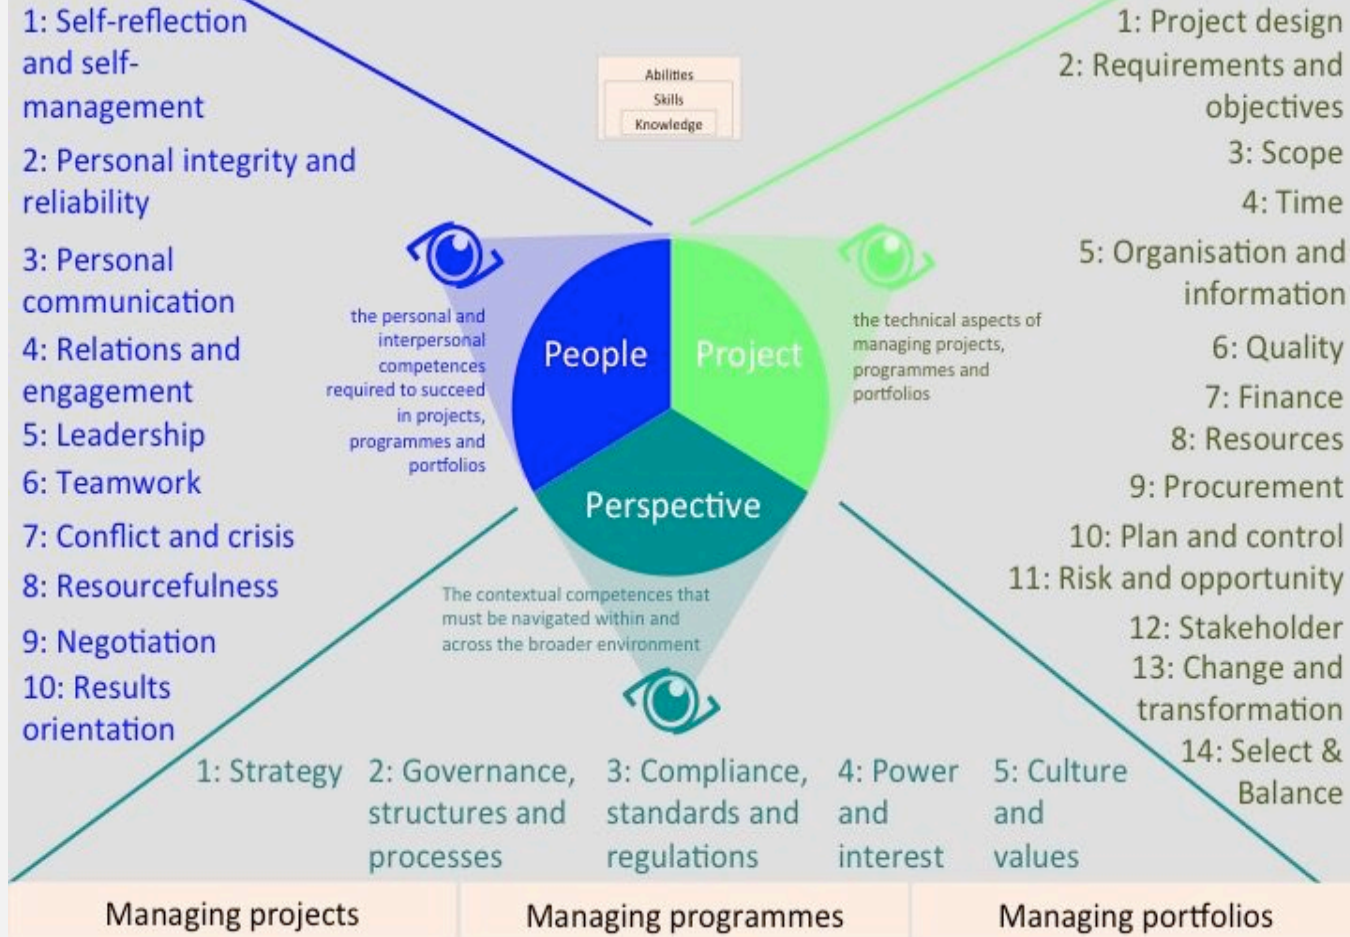 1: Self-reflection
and self-
management
2: Personal integrity and
reliability
3: Personal
communication
4: Relations and
engagement
5: Leadership
6: Teamwork
7: Conflict and crisis
8: Resourcefulness
9: Negotiation
10: Results
orientation
Abilities
Skills
Knowledge
the personal and
interpersonal
competences
required to succeed
in projects,
programmes and
portfolios
People
Project
Perspective
the technical aspects of
managing projects,
programmes and
portfolios
1: Project design
2: Requirements and
objectives
3: Scope
4: Time
5: Organisation and
information
6: Quality
7: Finance
8: Resources
9: Procurement
10: Plan and control
11: Risk and opportunity
12: Stakeholder
13: Change and
transformation
14: Select &
Balance
The contextual competences that
must be navigated within and
across the broader environment
1: Strategy
2: Governance,
structures and
processes
3: Compliance,
standards and
regulations
4: Power
and
interest
5: Culture
and
values
Managing projects
Managing programmes
Managing portfolios